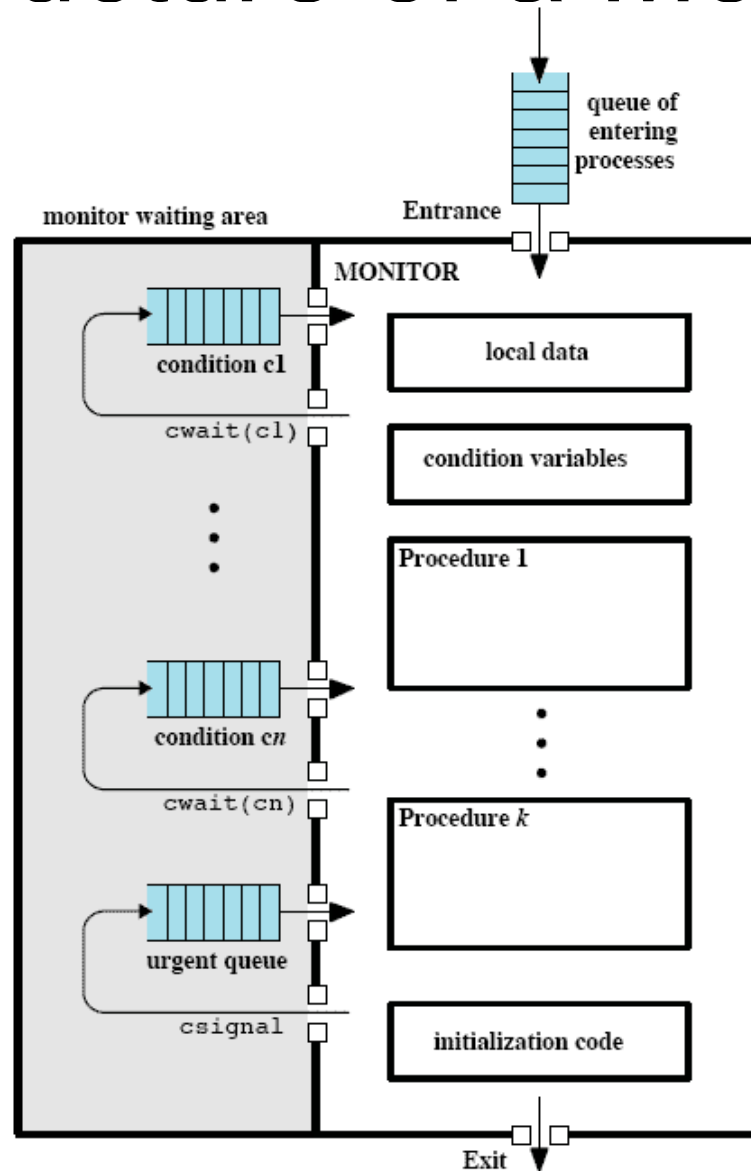 queue of
entering
processes
Entrance
monitor waiting area
MONITOR
condition c1
cwait(c1)
local data
condition variables
Procedure 1
condition cn
cwait(cn)
Procedure k
urgent queue
csignal
initialization code
Exit